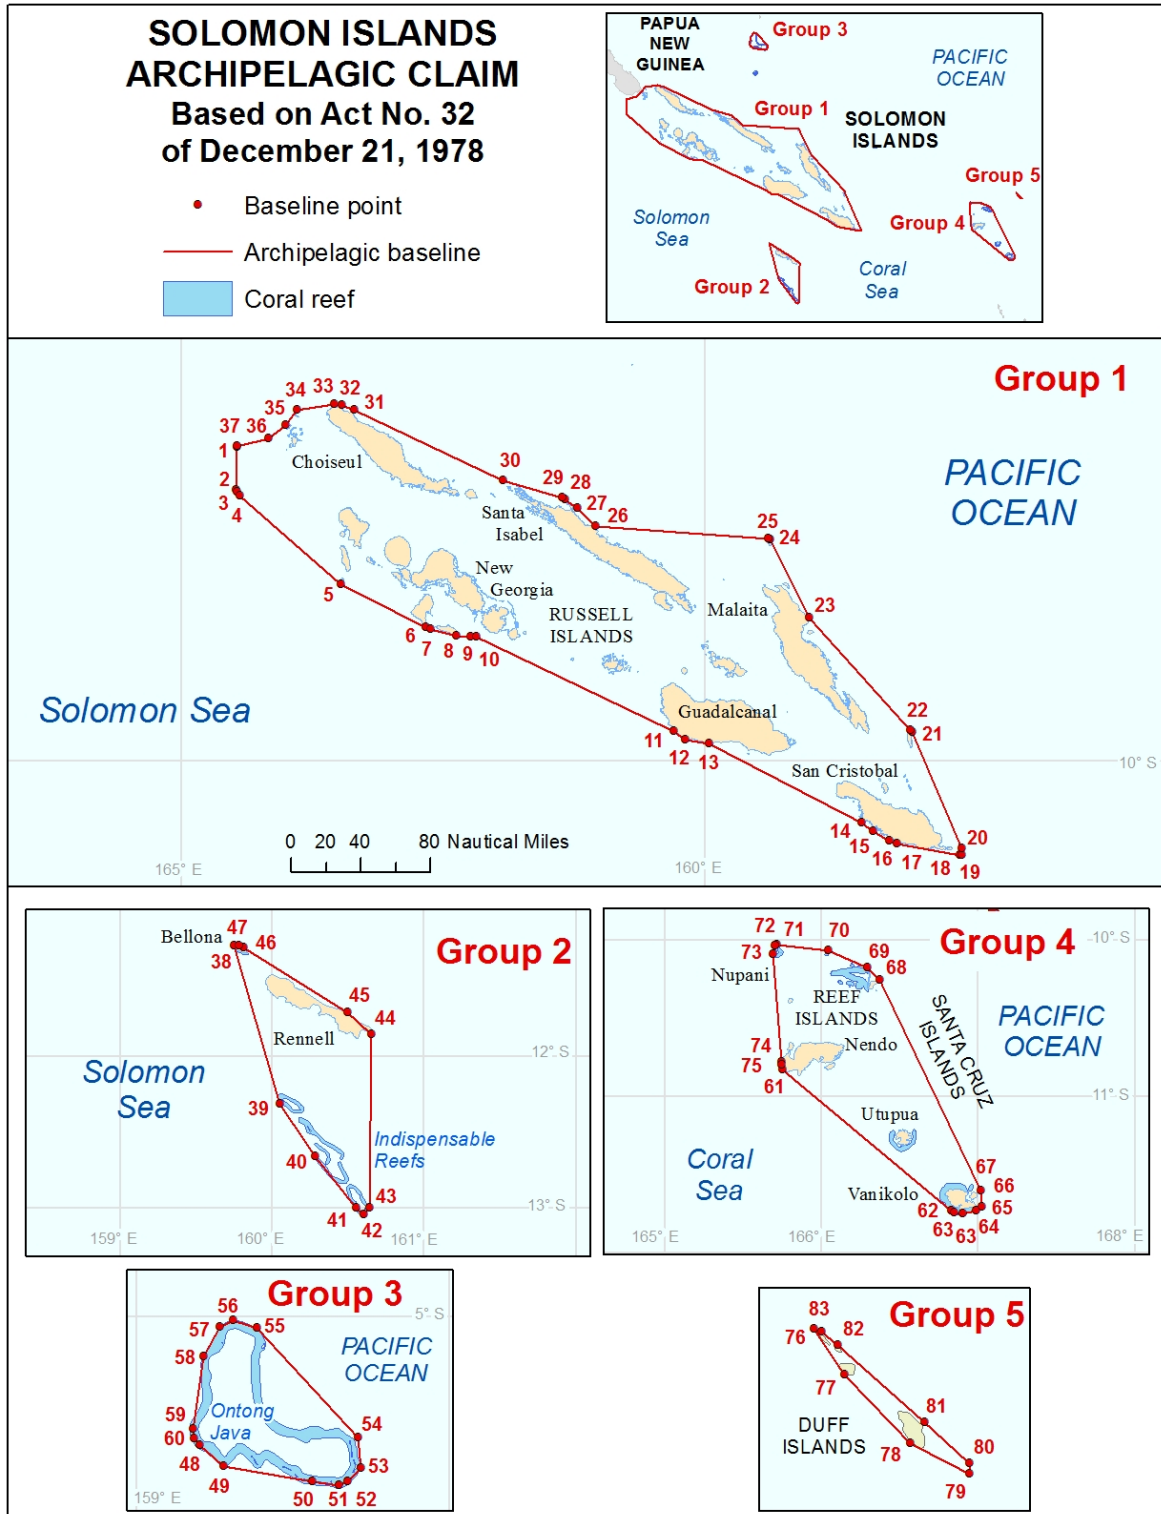 SOLOMON ISLANDS
ARCHIPELAGIC CLAIM
Based on Act No. 32
of December 21, 1978
Baseline point
Archipelagic baseline
Coral reef
PAPUA
NEW
GUINEA
Group 3
PACIFIC
OCEAN
Group 1
SOLOMON
ISLANDS
Group 5
Solomon
Sea
Group 4
Group 2
Coral
Sea
Group 1
33 32
34 31
35
37 36
1
Choiseul
30
2
3
4
29 28
27
Santa
Isabel
26
PACIFIC
OCEAN
25
24
New
Georgia
5
RUSSELL
ISLANDS
Malaita
23
6
7 8 9 10
Solomon Sea
Guadalcanal
22
21
11
12 13
San Cristobal
10° S
14
15
16 17
18 19
20
0 20 40 80 Nautical Miles
165° E
160° E
47
Bellona
46
38
Group 2
45
44
Rennell
12° S
Solomon
Sea
39
Indispensable
Reefs
40
43
41 42
13° S
159° E
160° E
161° E
72 71 70
73
69
68
10° S
Group 4
Nupani
REEF
ISLANDS
SANTA CRUZ
ISLANDS
PACIFIC
OCEAN
74
75
61
Nendo
11° S
Utupua
Coral
Sea
67
66
65
64
Vanikolo
62
63
63
165° E
166° E
168° E
Group 3
56
57 55
5° S
58
PACIFIC
OCEAN
Ontong
Java
59
60
54
48
49
53
50 51 52
159° E
Group 5
83
76 82
77
81
DUFF
ISLANDS
78
80
79